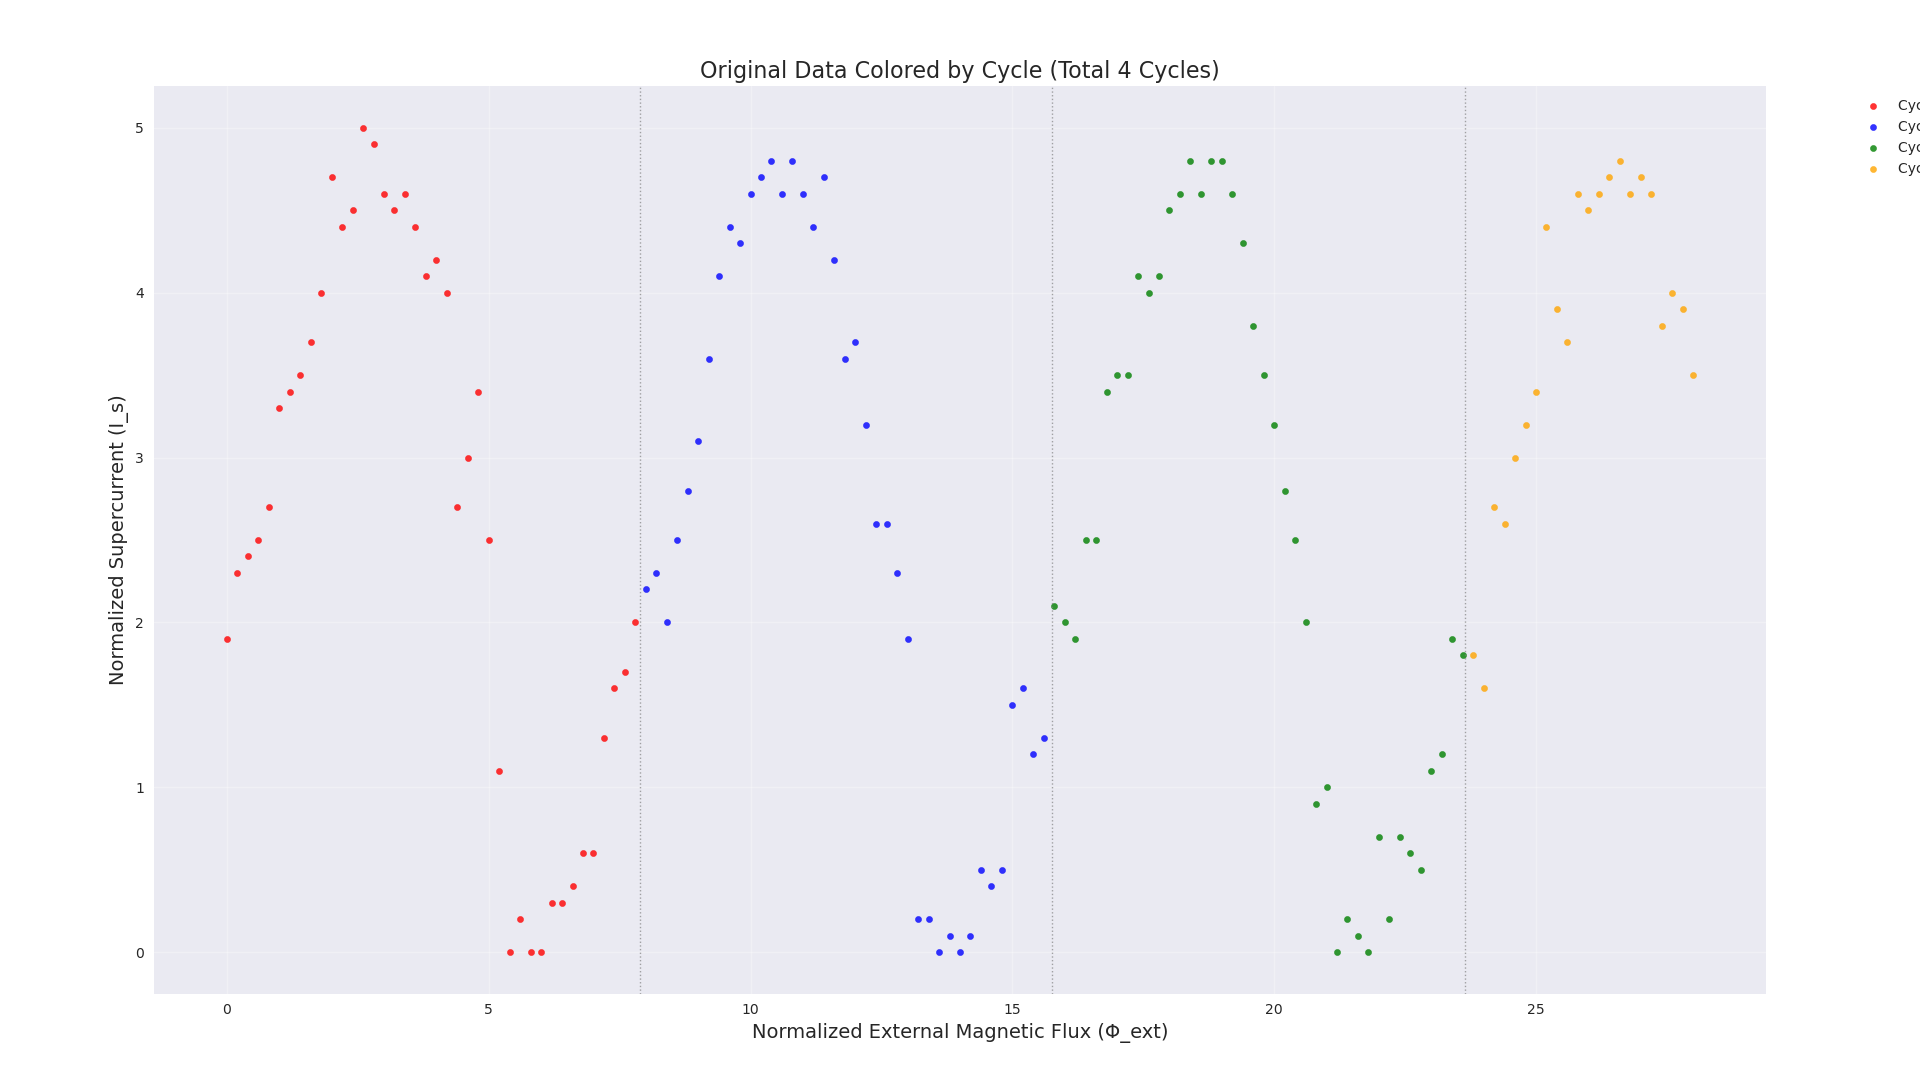 Original Data Colored by Cycle (Total 4 Cycles)
Normalized Supercurrent (I_s)
5
4
3
2
1
0
0
5
10
15
20
25
Normalized External Magnetic Flux (Φ_ext)
Cyc
Cyc
Cyc
Cyc